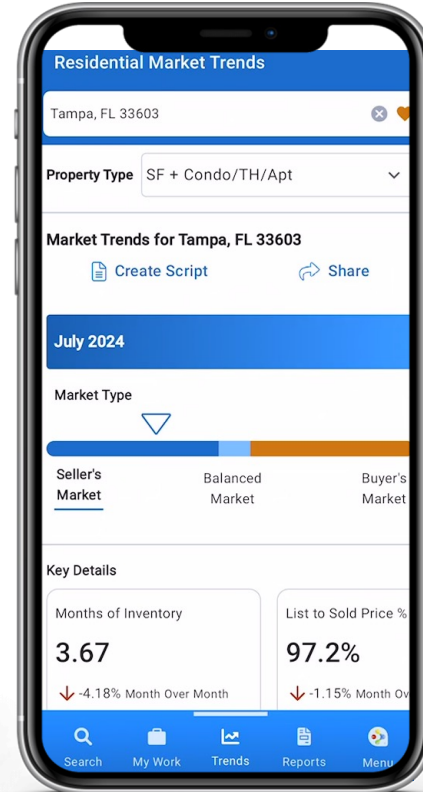 Residential Market Trends
Tampa, FL 33603
Property Type SF + Condo/TH/Apt
Market Trends for Tampa, FL 33603
Create Script Share
July 2024
Market Type
Seller's Market
Balanced Market
Buyer's Market
Key Details
Months of Inventory
3.67
-4.18% Month Over Month
List to Sold Price %
97.2%
-1.15% Month Ov
Search My Work Trends Reports Menu